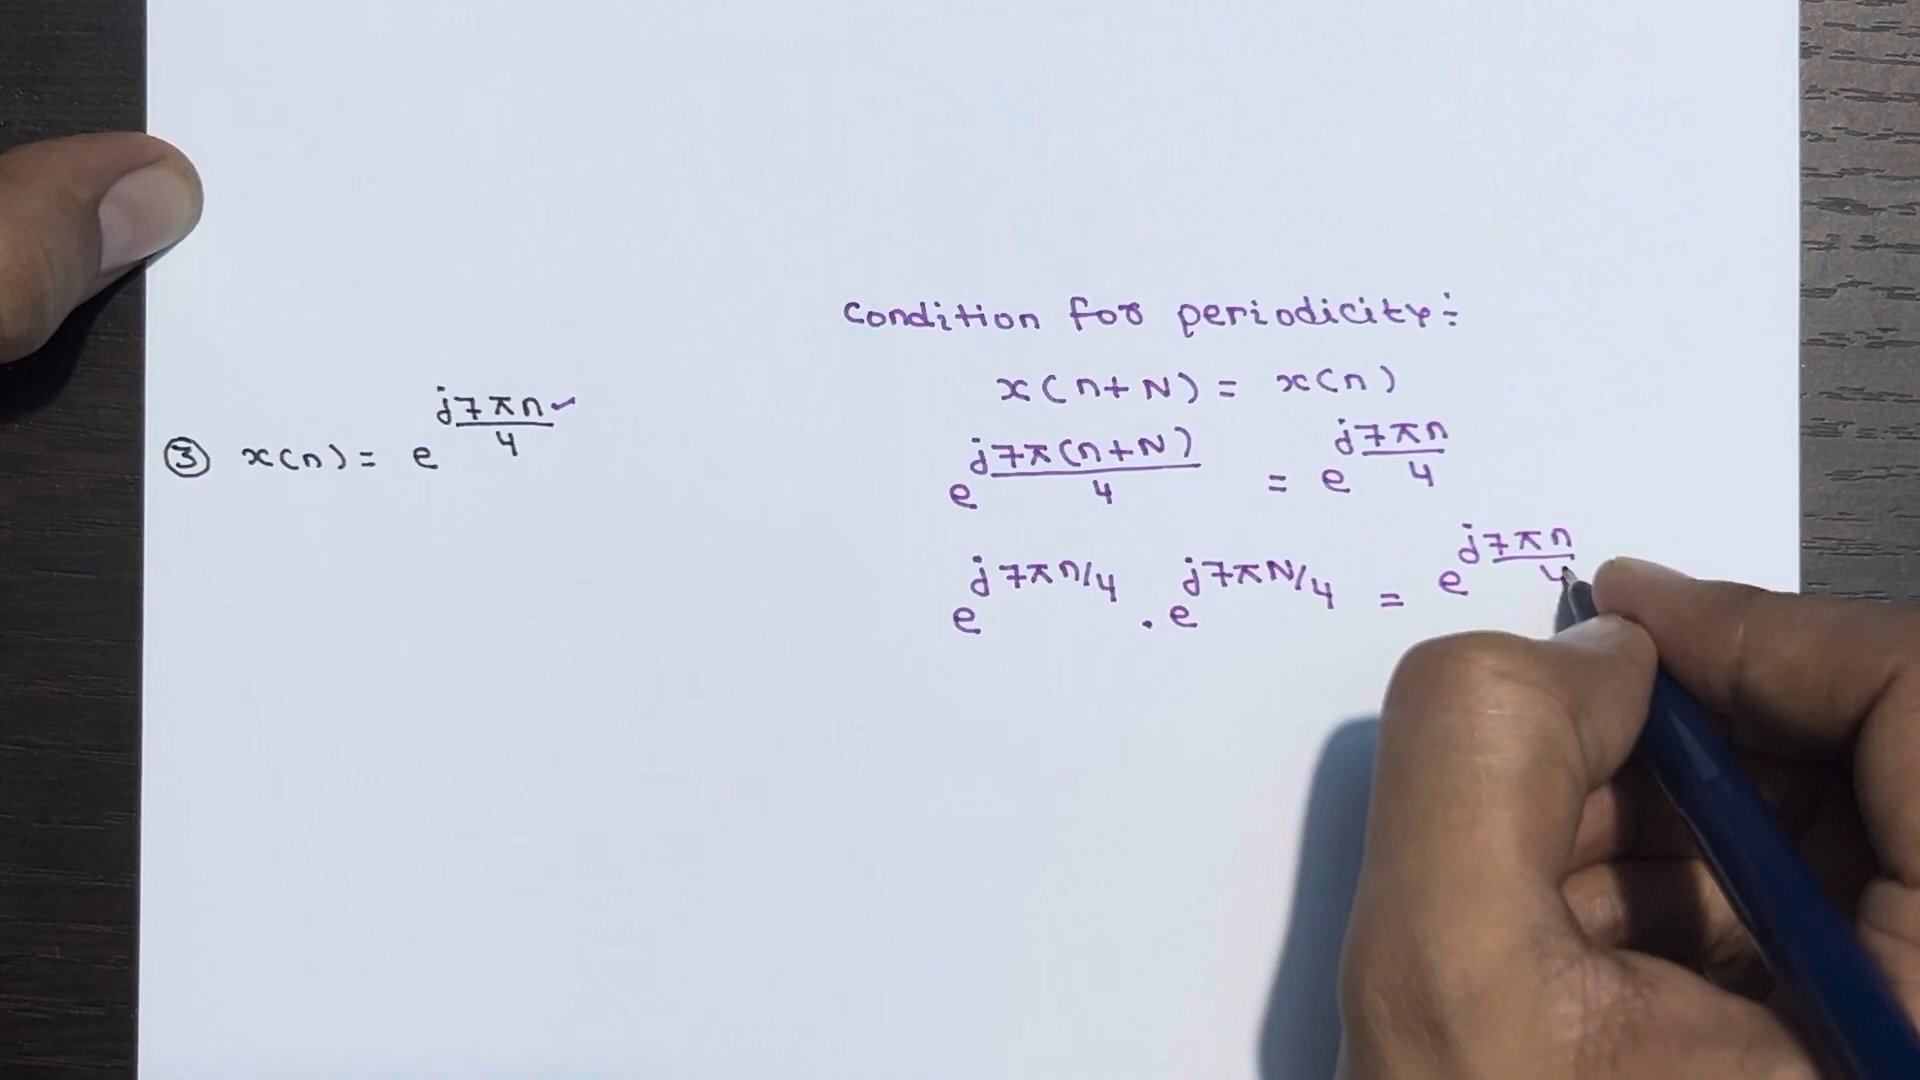 ③ x(n) = e^{j7πn/4}
Condition for periodicity:-
x(n+N) = x(n)
e^{j7π(n+N)/4} = e^{j7πn/4}
e^{j7πn/4} . e^{j7πN/4} = e^{j7πn/4}